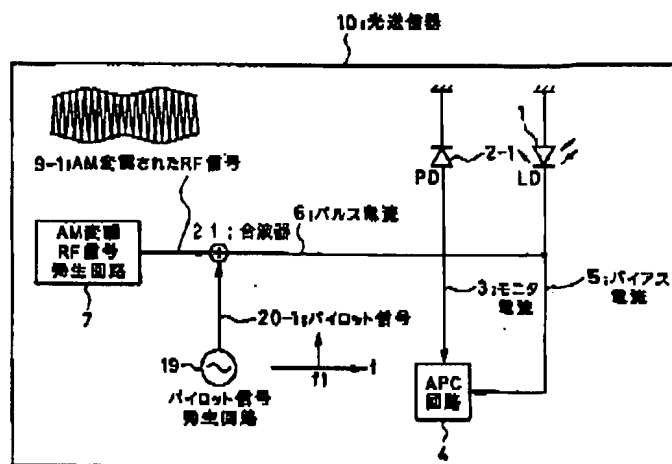 10;光送信器
9-1;AM変調されたRF信号
AM変調
RF信号
発生回路
7
21;合波器
6;パルス電流
20-1;パイロット信号
19
f1
f
パイロット信号
発生回路
PD
2-1
1
LD
3;モニタ
電流
5;バイアス
電流
APC
回路
4